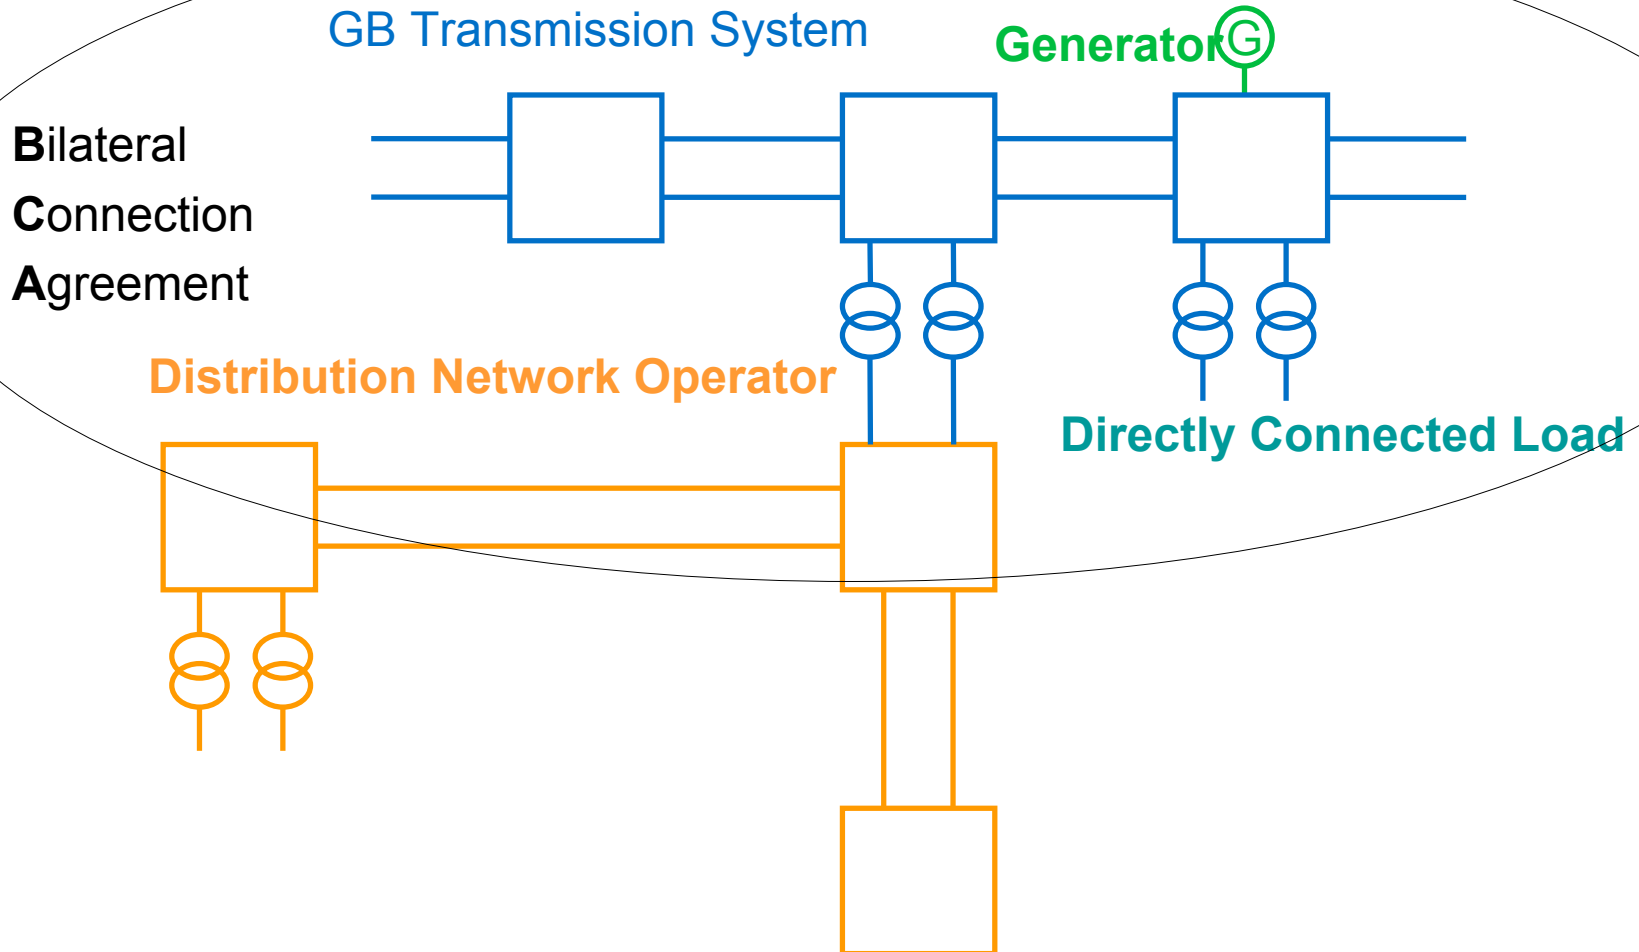 GB Transmission System
Generator G
Bilateral
Connection
Agreement
Distribution Network Operator
Directly Connected Load